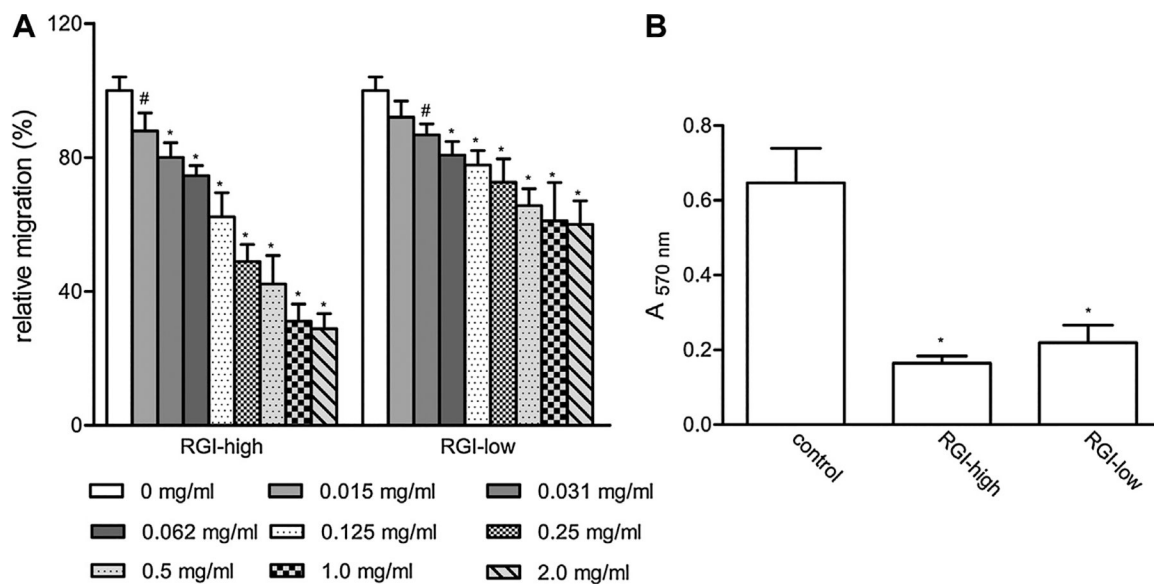 A
120
80
40
0
relative migration (%)
#
*
*
*
*
*
*
*
#
*
*
*
*
*
*
RGI-high
RGI-low
0 mg/ml
0.015 mg/ml
0.031 mg/ml
0.062 mg/ml
0.125 mg/ml
0.25 mg/ml
0.5 mg/ml
1.0 mg/ml
2.0 mg/ml
B
0.8
0.6
0.4
0.2
0.0
A 570 nm
*
*
control
RGI-high
RGI-low